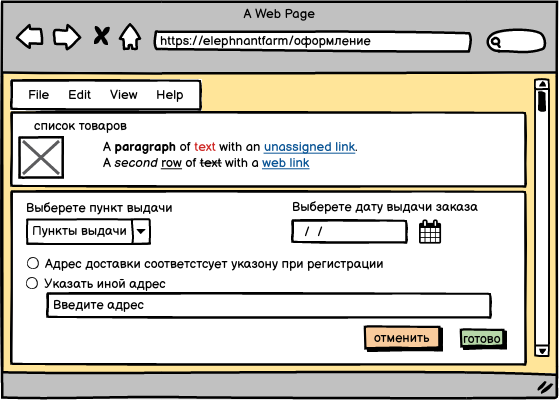 A Web Page
https://elephnantfarm/оформление
File Edit View Help
список товаров
A paragraph of text with an unassigned link.
A second row of text with a web link
Выберете пункт выдачи
Выберете дату выдачи заказа
Пункты выдачи
/ /
Адрес доставки соответстсует указону при регистрации
Указать иной адрес
Введите адрес
отменить
готово